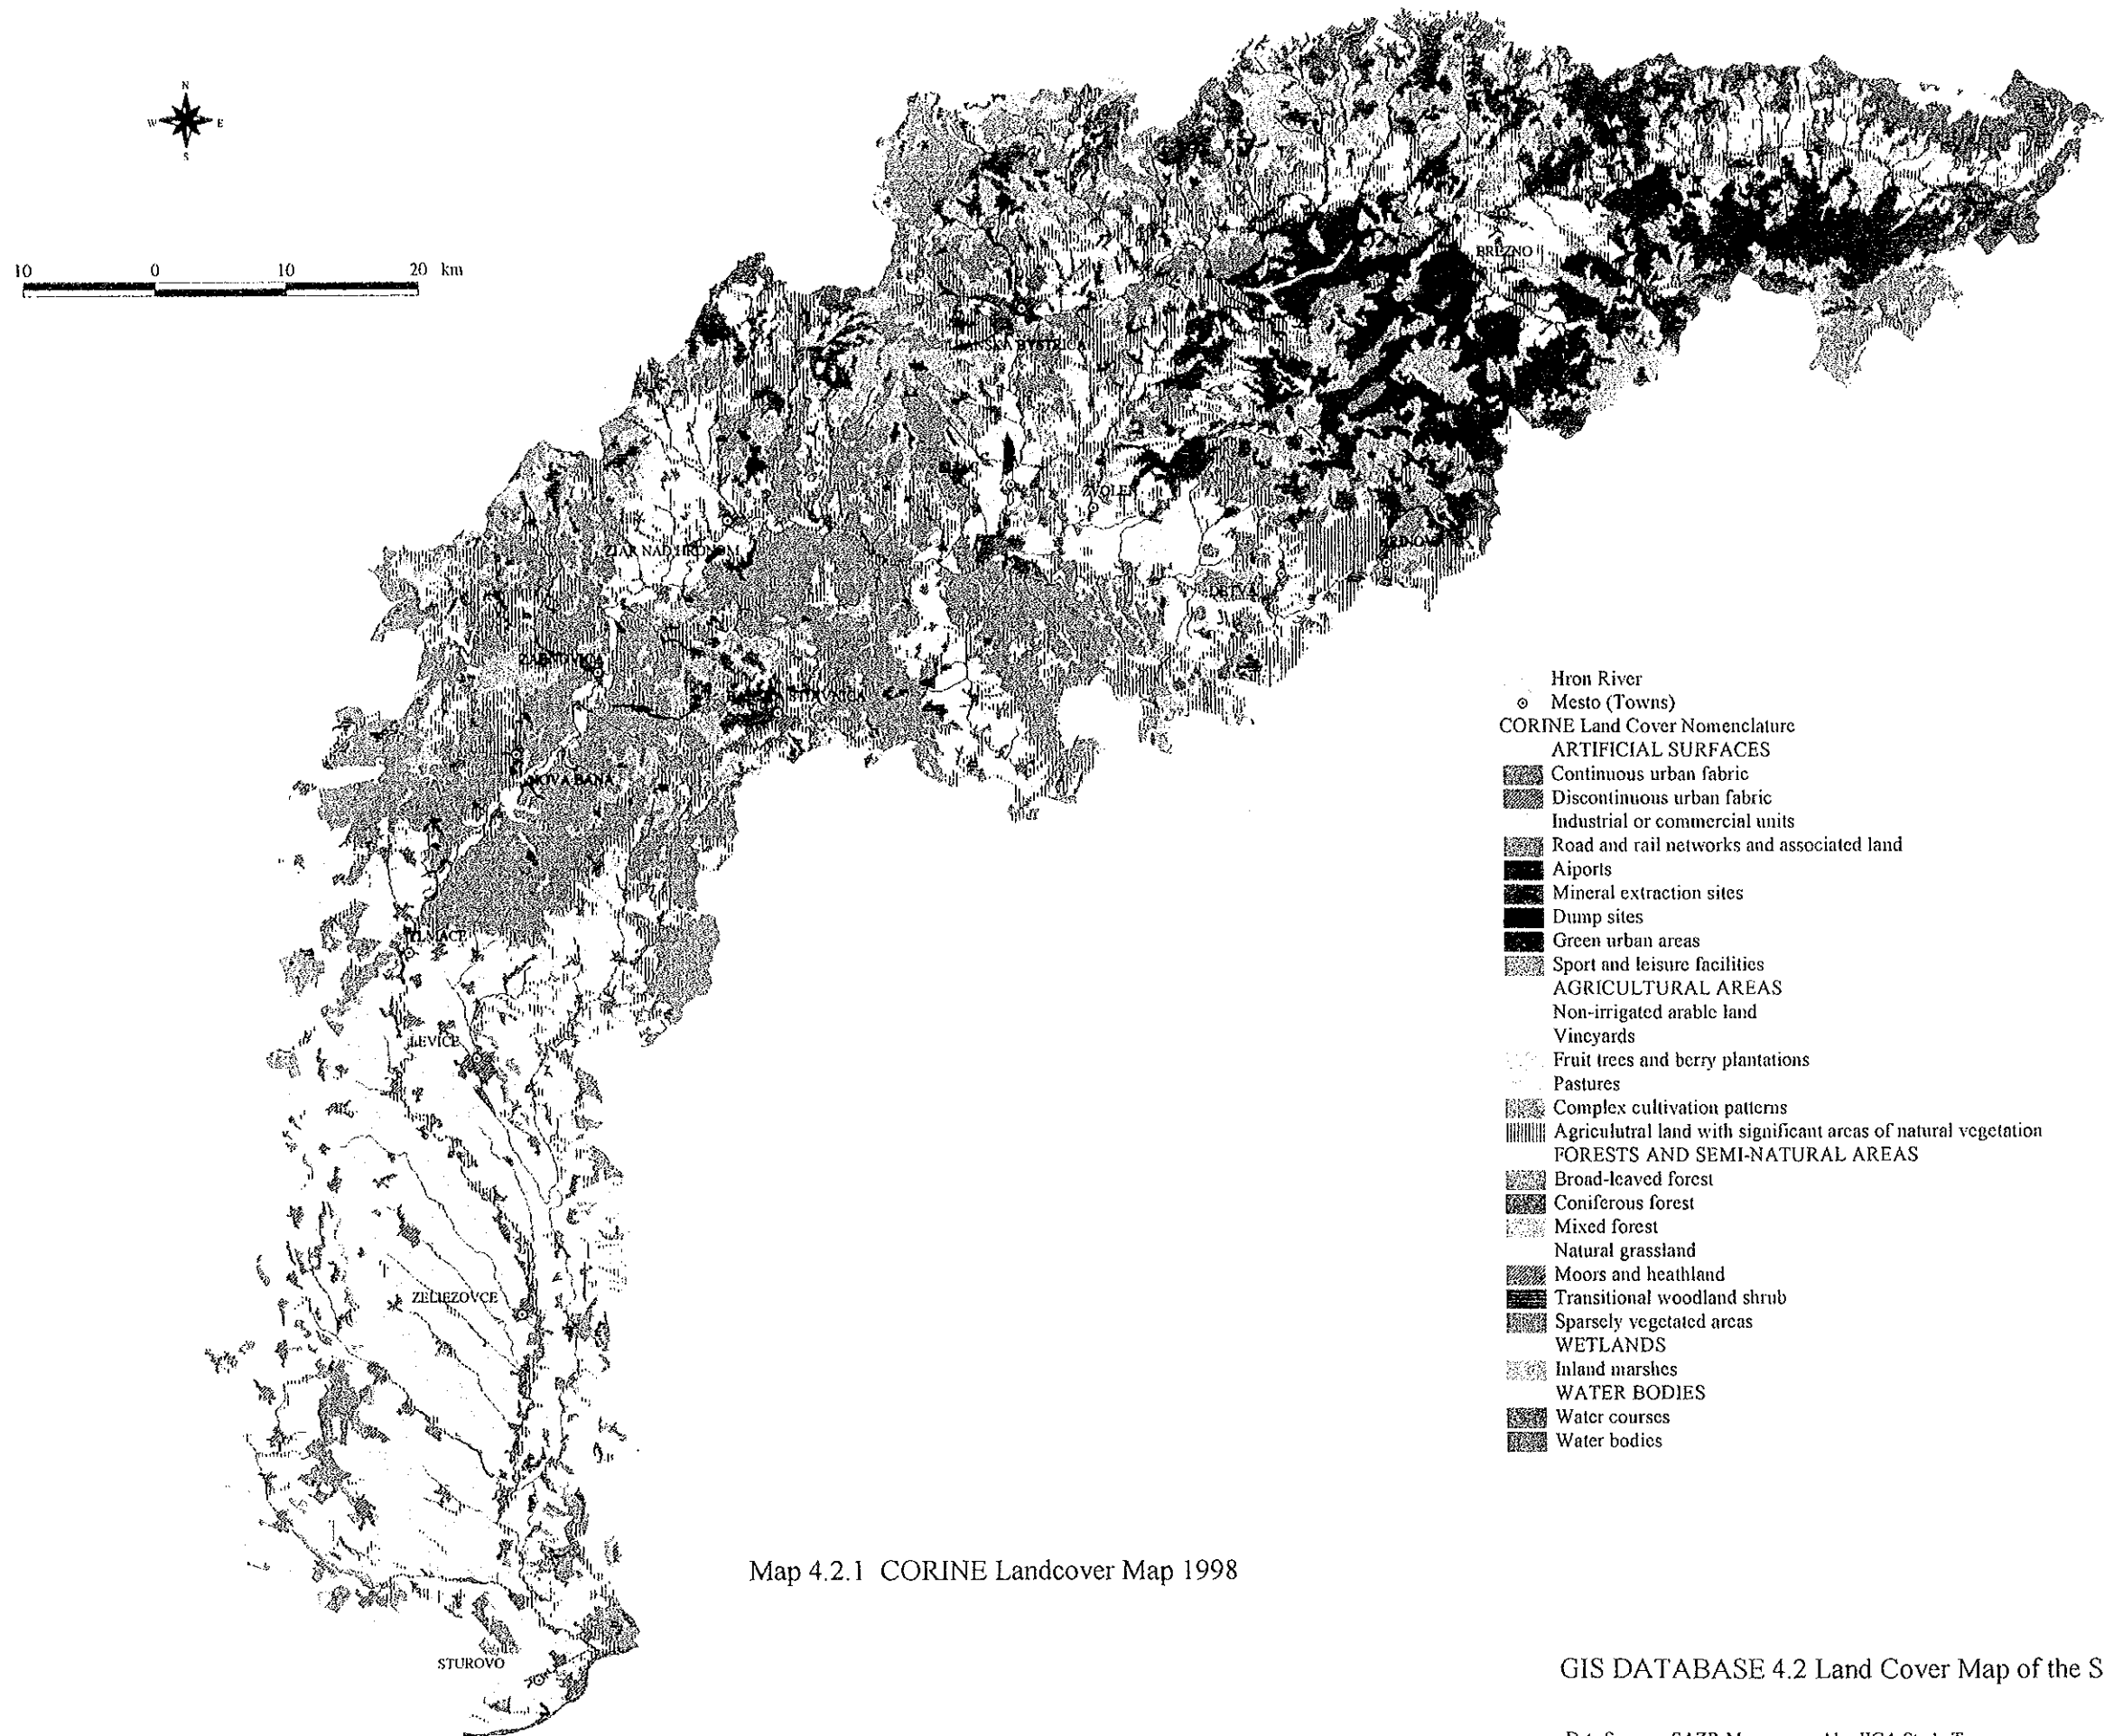 N
W E
S
10 0 10 20 km
BREZNO
ZVOLEN
ZIAR NAD HRONOM
DETVA
ZARNOVICA
NOVA BANA
TLMACE
LEVICE
ZELIEZOVCE
STUROVO
Hron River
Mesto (Towns)
CORINE Land Cover Nomenclature
ARTIFICIAL SURFACES
Continuous urban fabric
Discontinuous urban fabric
Industrial or commercial units
Road and rail networks and associated land
Aiports
Mineral extraction sites
Dump sites
Green urban areas
Sport and leisure facilities
AGRICULTURAL AREAS
Non-irrigated arable land
Vineyards
Fruit trees and berry plantations
Pastures
Complex cultivation patterns
Agriculutral land with significant areas of natural vegetation
FORESTS AND SEMI-NATURAL AREAS
Broad-leaved forest
Coniferous forest
Mixed forest
Natural grassland
Moors and heathland
Transitional woodland shrub
Sparsely vegetated areas
WETLANDS
Inland marshes
WATER BODIES
Water courses
Water bodies
Map 4.2.1 CORINE Landcover Map 1998
GIS DATABASE 4.2 Land Cover Map of the S